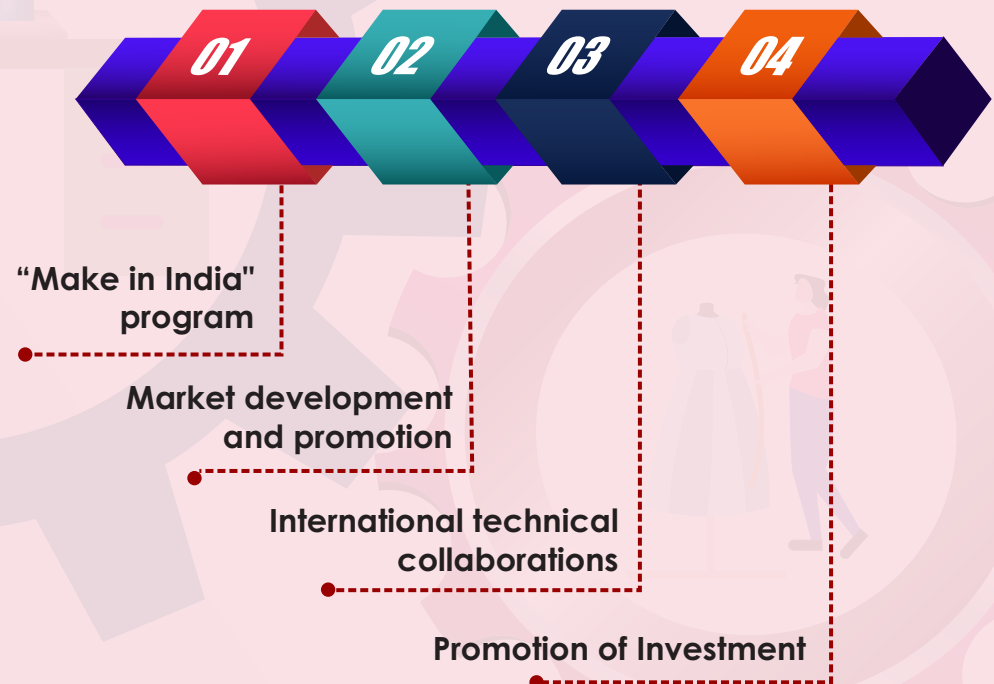 01
02
03
04
“Make in India"
program
Market development
and promotion
International technical
collaborations
Promotion of Investment